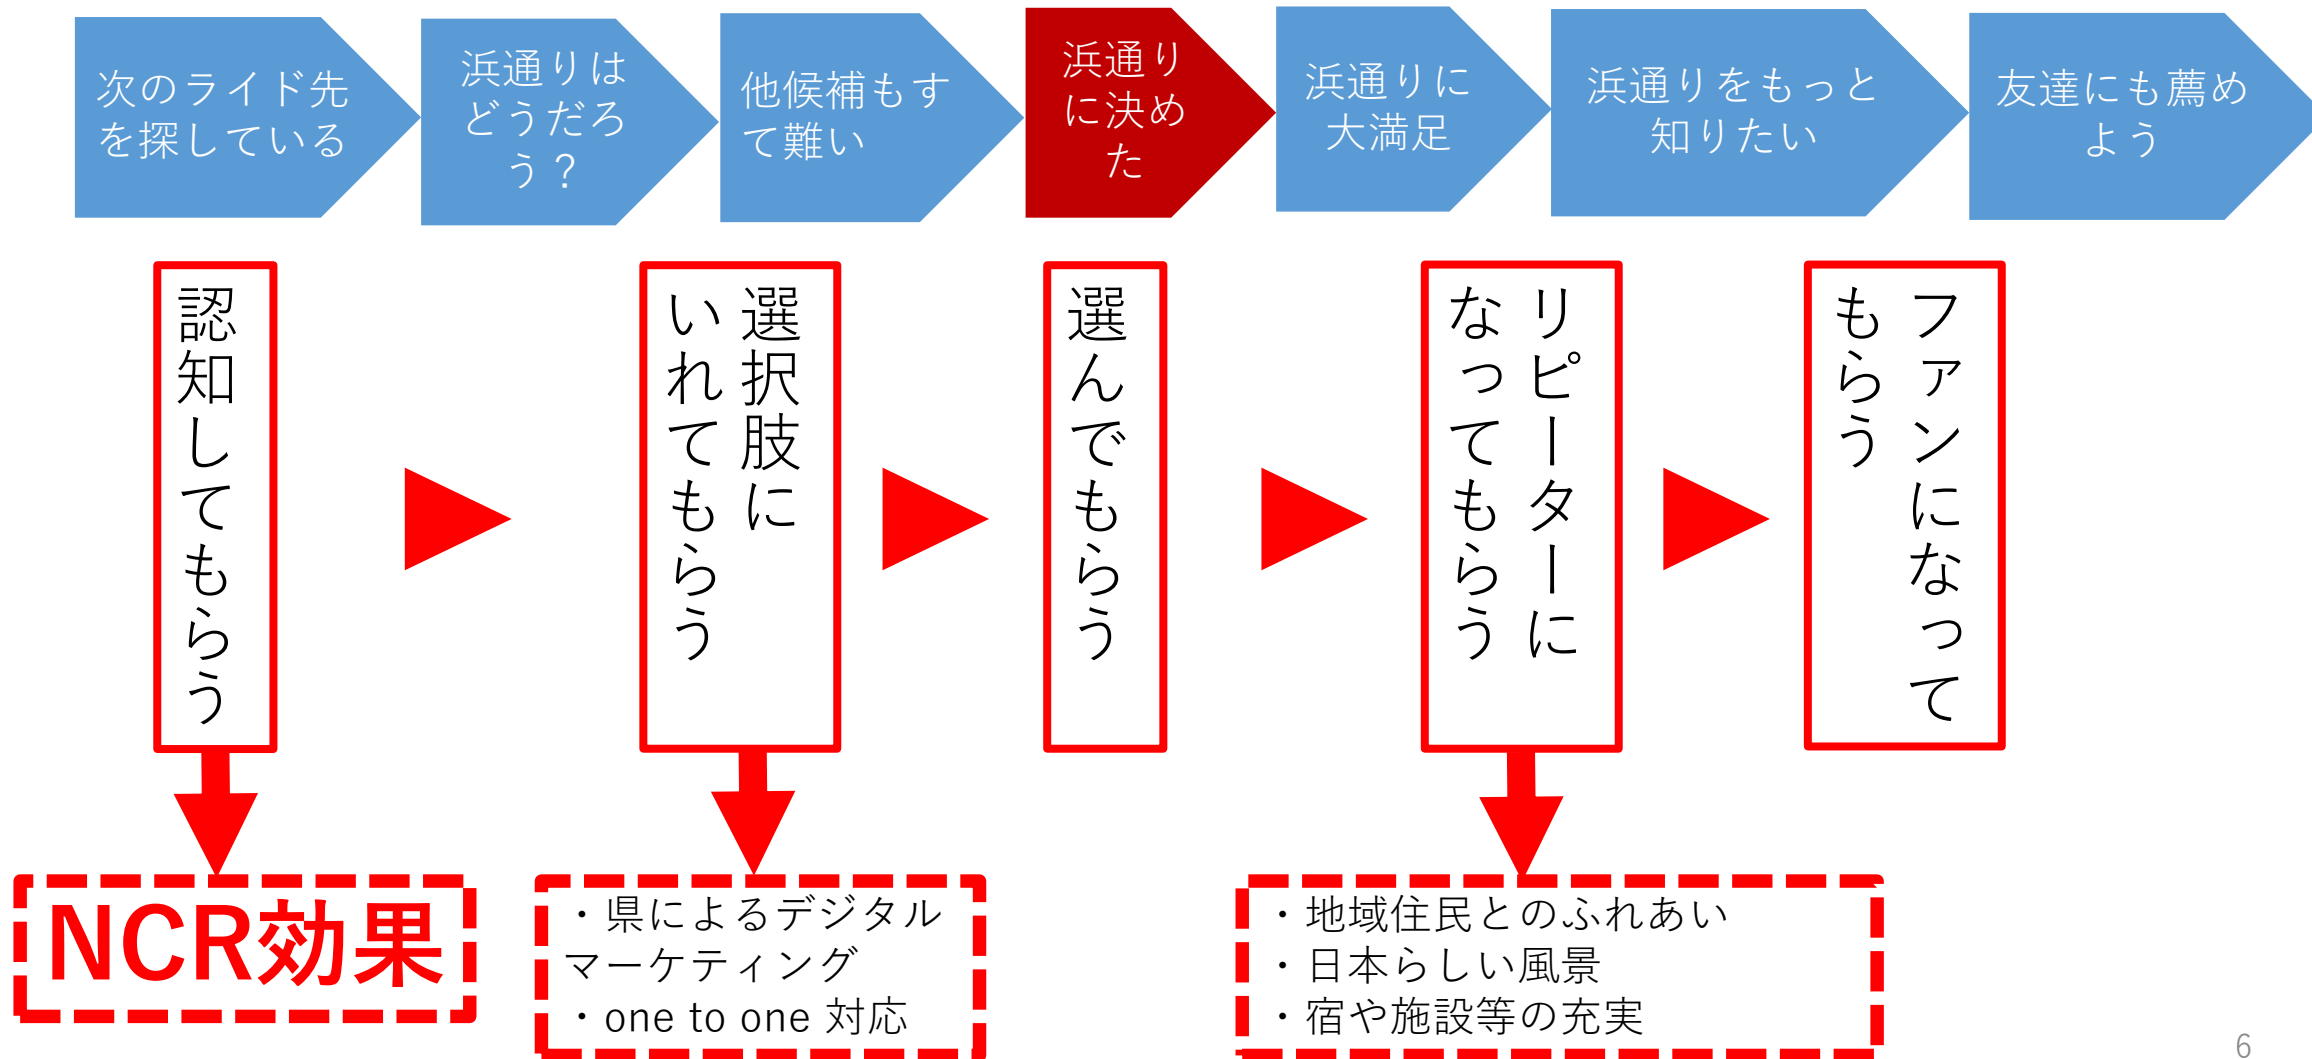 次のライド先
を探している
浜通りは
どうだろ
う？
他候補もす
て難い
浜通り
に決め
た
浜通りに
大満足
浜通りをもっと
知りたい
友達にも薦め
よう
認知してもらう
選択肢に
いれてもらう
選んでもらう
リピーターに
なってもらう
ファンになって
もらう
NCR効果
・県によるデジタル
マーケティング
・one to one 対応
・地域住民とのふれあい
・日本らしい風景
・宿や施設等の充実
6